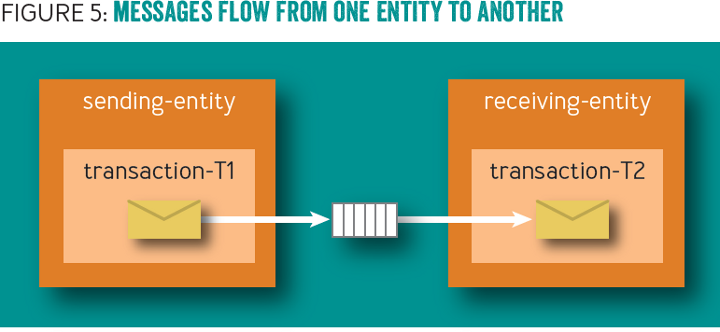 FIGURE 5: MESSAGES FLOW FROM ONE ENTITY TO ANOTHER
sending-entity
receiving-entity
transaction-T1
transaction-T2